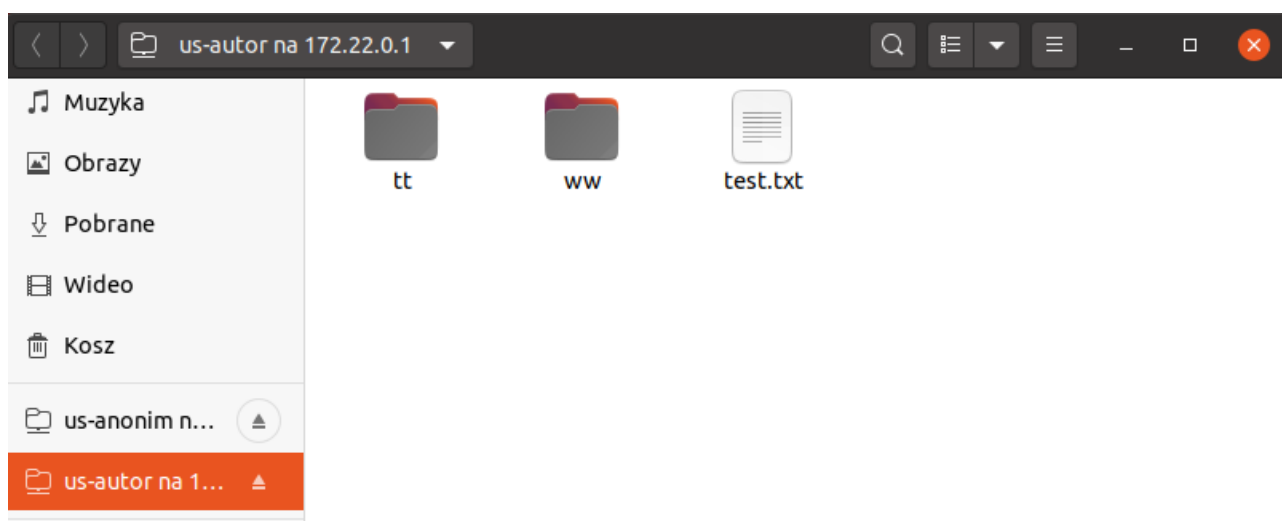 us-autor na 172.22.0.1
Muzyka
Obrazy
Pobrane
Wideo
Kosz
us-anonim n...
us-autor na 1...
tt
ww
test.txt